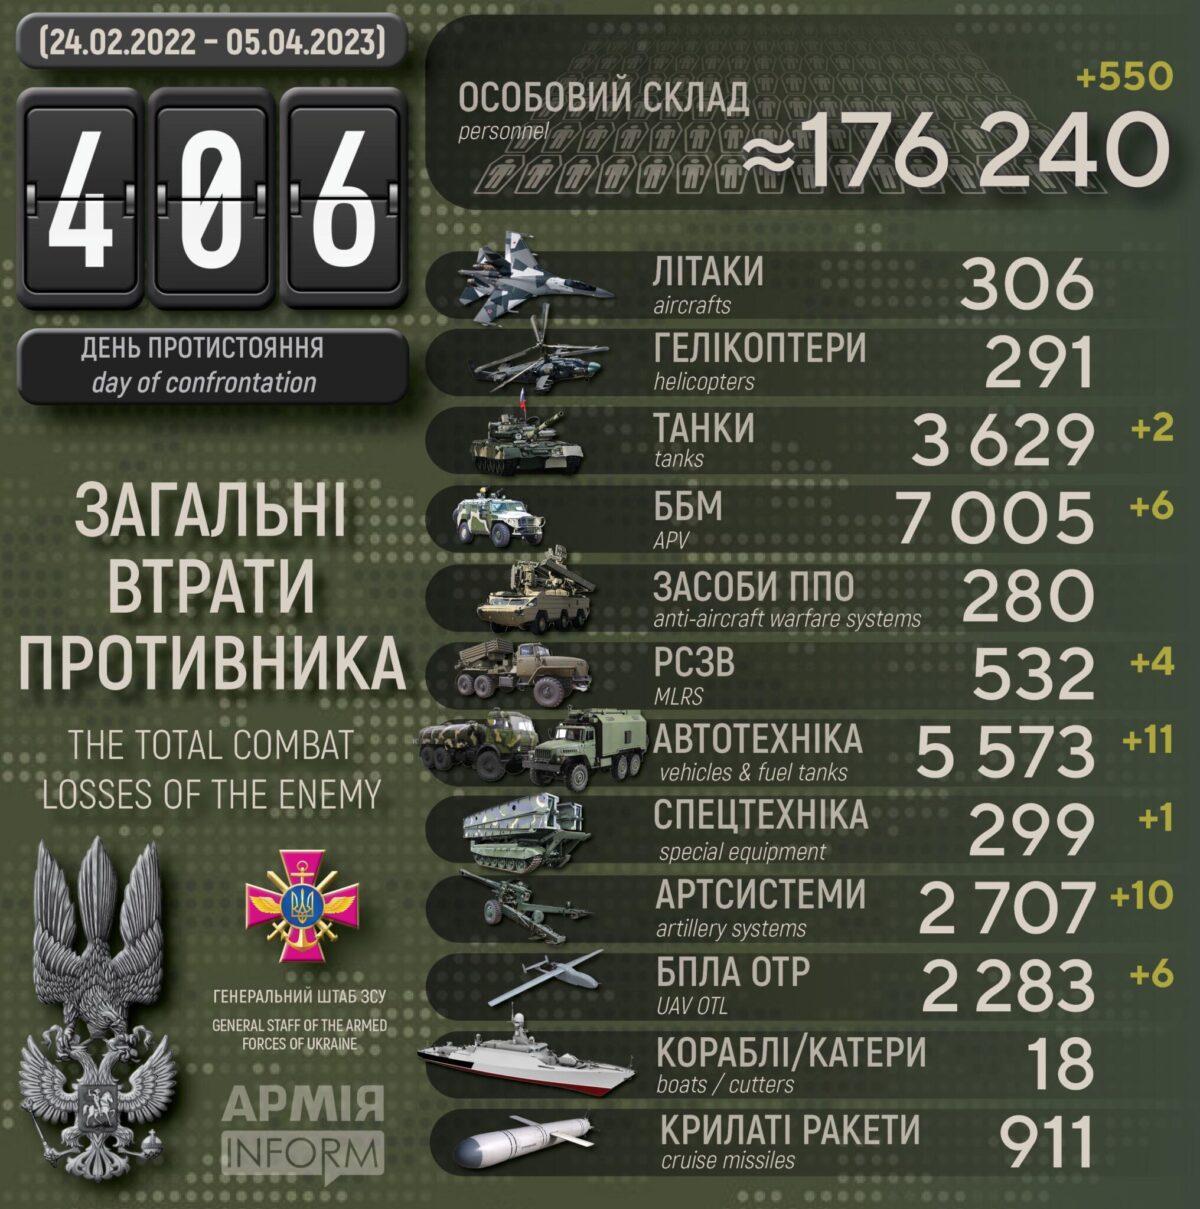 (24.02.2022 – 05.04.2023)
406
ДЕНЬ ПРОТИСТОЯННЯ
day of confrontation
ЗАГАЛЬНІ
ВТРАТИ
ПРОТИВНИКА
THE TOTAL COMBAT
LOSSES OF THE ENEMY
ГЕНЕРАЛЬНИЙ ШТАБ ЗСУ
GENERAL STAFF OF THE ARMED
FORCES OF UKRAINE
АРМІЯ
INFORM
+550
ОСОБОВИЙ СКЛАД
personnel
≈176 240
ЛІТАКИ 306
aircrafts
ГЕЛІКОПТЕРИ 291
helicopters
ТАНКИ 3 629 +2
tanks
ББМ 7 005 +6
APV
ЗАСОБИ ППО 280
anti-aircraft warfare systems
РСЗВ 532 +4
MLRS
АВТОТЕХНІКА 5 573 +11
vehicles & fuel tanks
СПЕЦТЕХНІКА 299 +1
special equipment
АРТСИСТЕМИ 2 707 +10
artillery systems
БПЛА ОТР 2 283 +6
UAV OTL
КОРАБЛІ/КАТЕРИ 18
boats / cutters
КРИЛАТІ РАКЕТИ 911
cruise missiles